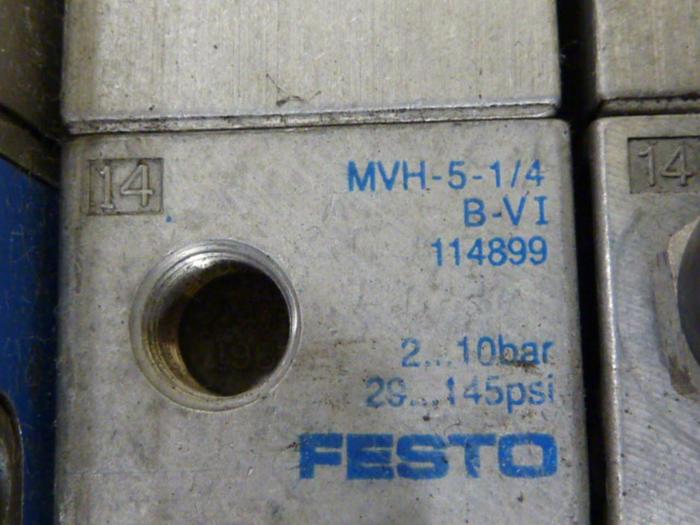 14
MVH-5-1/4
B-VI
114899
2...10bar
29...145psi
FESTO
14